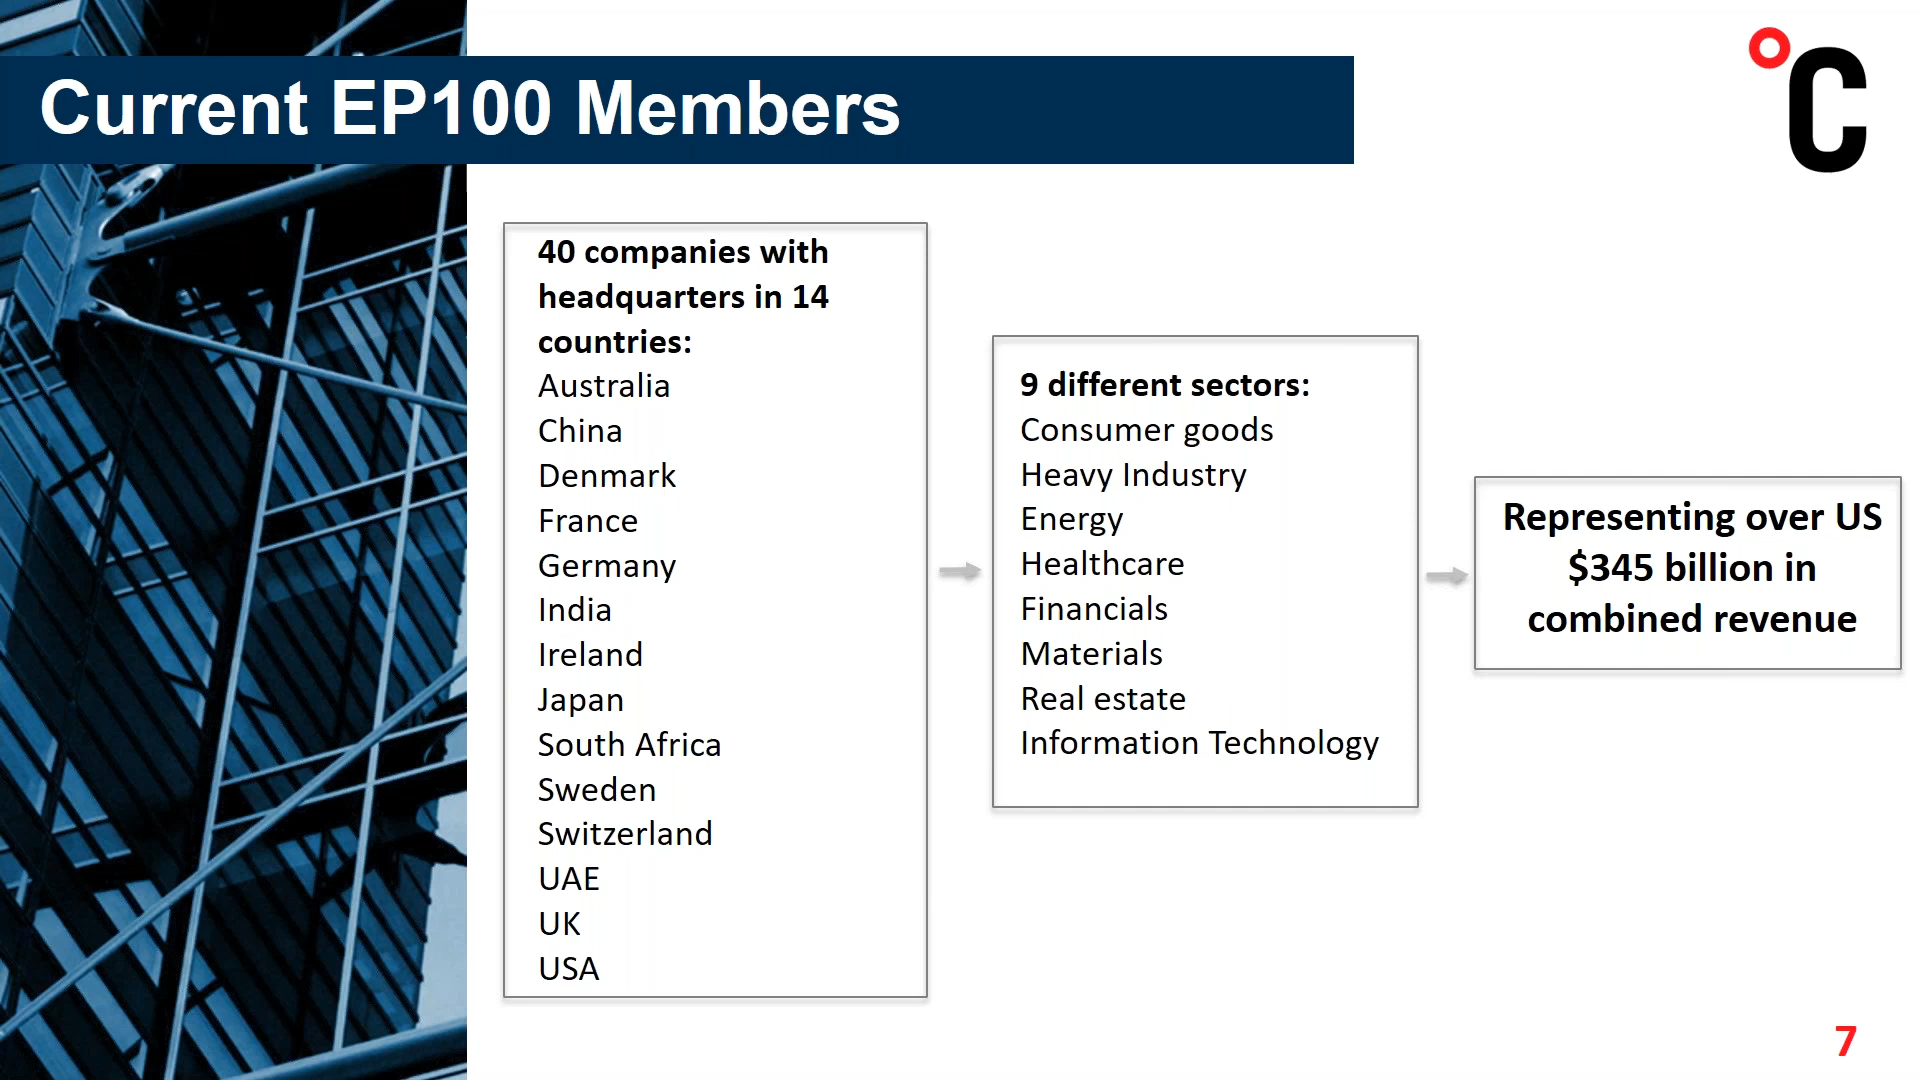 Current EP100 Members
°C
40 companies with
headquarters in 14
countries:
Australia
China
Denmark
France
Germany
India
Ireland
Japan
South Africa
Sweden
Switzerland
UAE
UK
USA
9 different sectors:
Consumer goods
Heavy Industry
Energy
Healthcare
Financials
Materials
Real estate
Information Technology
Representing over US
$345 billion in
combined revenue
7